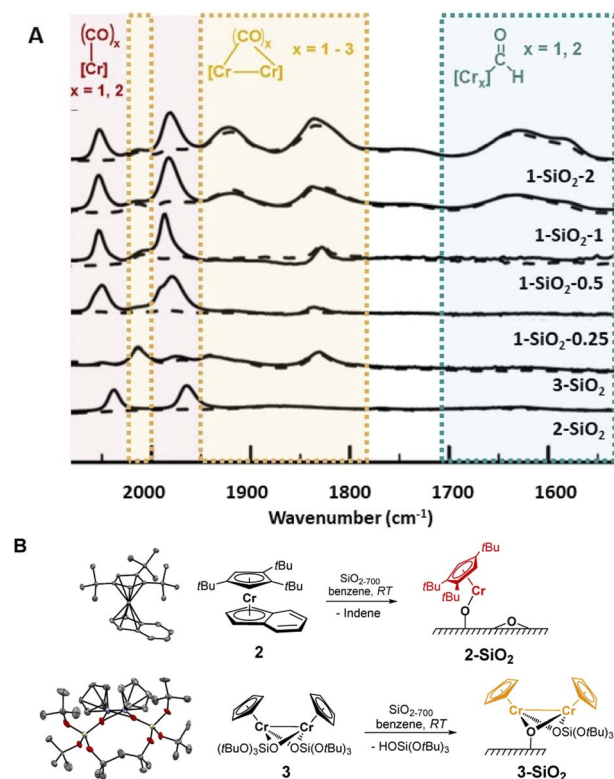 A
(CO)x
[Cr]
x = 1, 2
(CO)x
x = 1 - 3
[Cr Cr]
O
[Crx] H
x = 1, 2
1-SiO2-2
1-SiO2-1
1-SiO2-0.5
1-SiO2-0.25
3-SiO2
2-SiO2
2000 1900 1800 1700 1600
Wavenumber (cm-1)
B
tBu
tBu
tBu
Cr
2
SiO2-700
benzene, RT
- Indene
tBu
tBu
tBu
Cr
O
O
2-SiO2
Cr Cr
(tBuO)3SiO OSi(OtBu)3
3
SiO2-700
benzene, RT
- HOSi(OtBu)3
Cr Cr
O
OSi(OtBu)3
3-SiO2